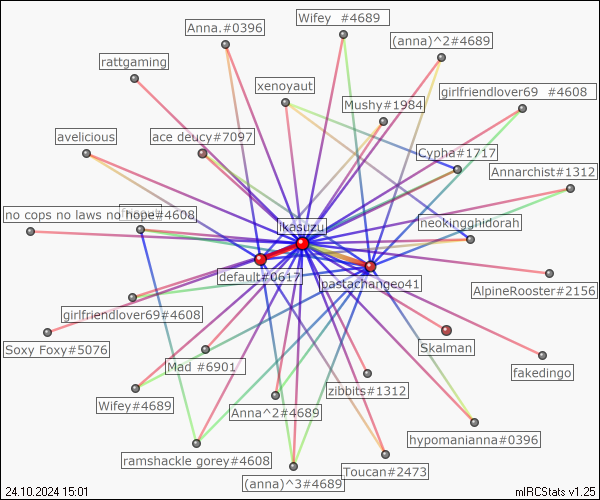 Wifey #4689
Anna.#0396
(anna)^2#4689
rattgaming
xenoyaut
girlfriendlover69 #4608
Mushy#1984
avelicious
ace deucy#7097
Cypha#1717
Annarchist#1312
no cops no laws no hope#4608
neokingghidorah
ikasuzu
default#0617
pastachangeo41
AlpineRooster#2156
girlfriendlover69#4608
Soxy Foxy#5076
Skalman
Mad #6901
fakedingo
zibbits#1312
Wifey#4689
Anna^2#4689
hypomanianna#0396
ramshackle gorey#4608
Toucan#2473
(anna)^3#4689
24.10.2024 15:01
mIRCStats v1.25